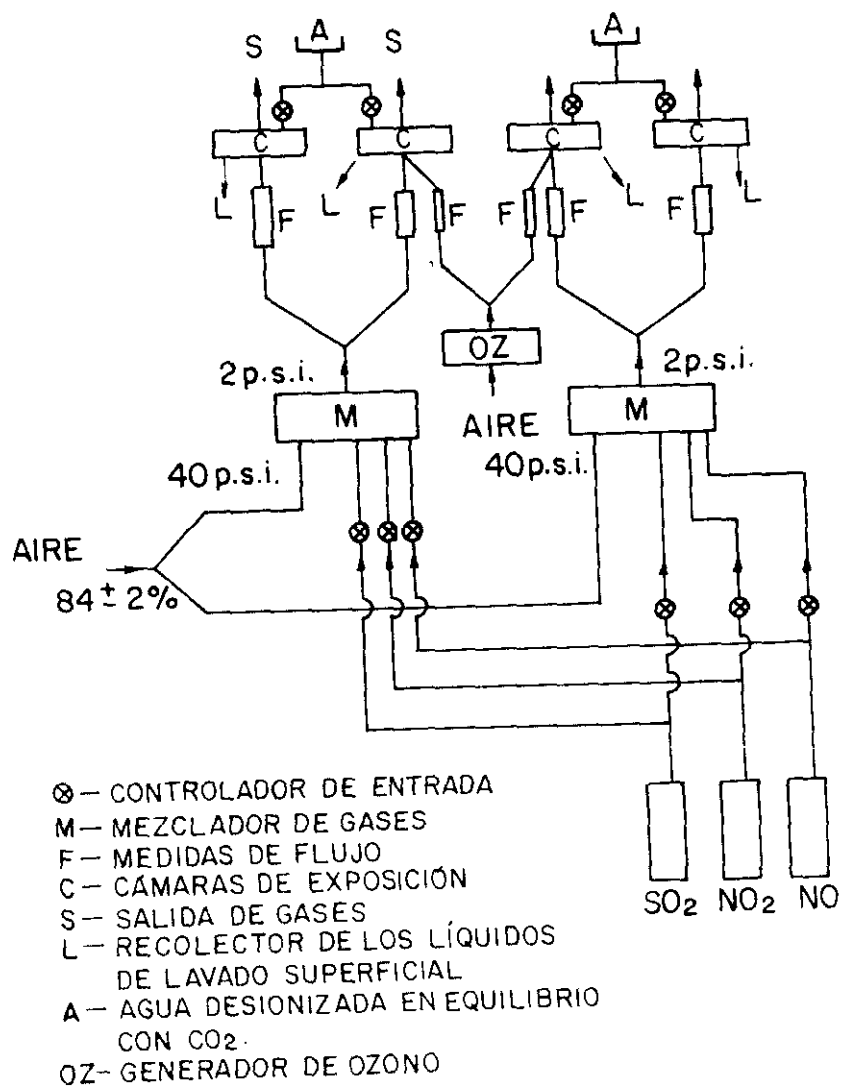 A A
S S
C C C C
L F L F F F F L F L
OZ
2p.s.i. 2p.s.i.
M AIRE M
40p.s.i. 40p.s.i.
AIRE
84 ± 2%
⊗ — CONTROLADOR DE ENTRADA
M — MEZCLADOR DE GASES
F — MEDIDAS DE FLUJO
C — CÁMARAS DE EXPOSICIÓN
SO₂ NO₂ NO
S — SALIDA DE GASES
L — RECOLECTOR DE LOS LÍQUIDOS
DE LAVADO SUPERFICIAL
A — AGUA DESIONIZADA EN EQUILIBRIO
CON CO₂.
OZ— GENERADOR DE OZONO